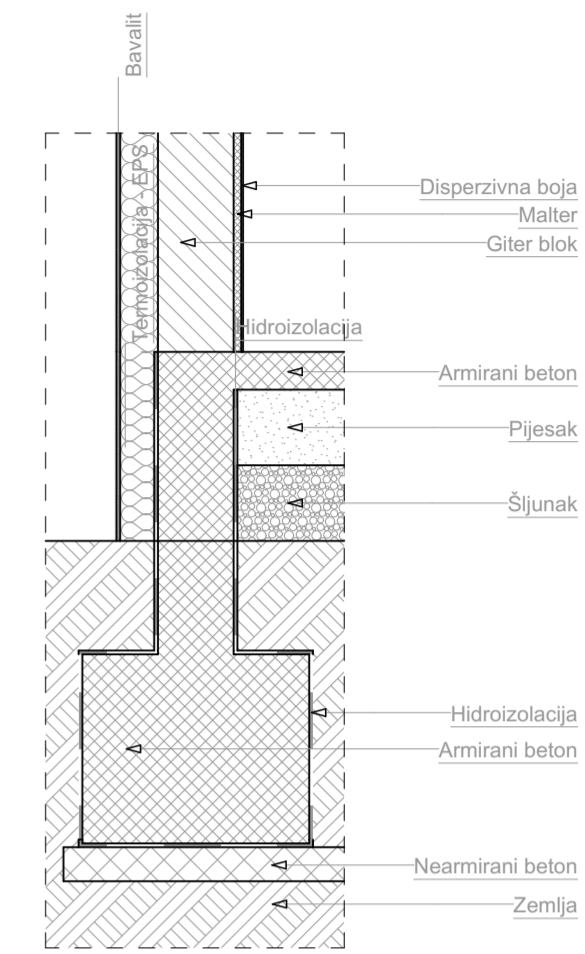 Bavalit
Termoizolacija - EPS
Disperzivna boja
Malter
Giter blok
Hidroizolacija
Armirani beton
Pijesak
Šljunak
Hidroizolacija
Armirani beton
Nearmirani beton
Zemlja